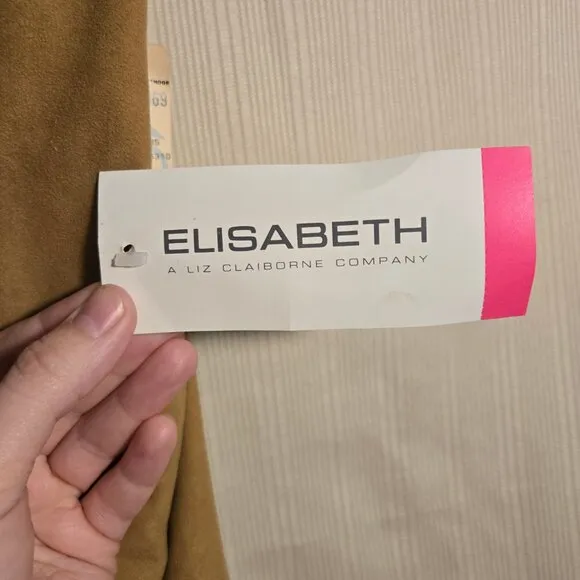 ELISABETH
A LIZ CLAIBORNE COMPANY